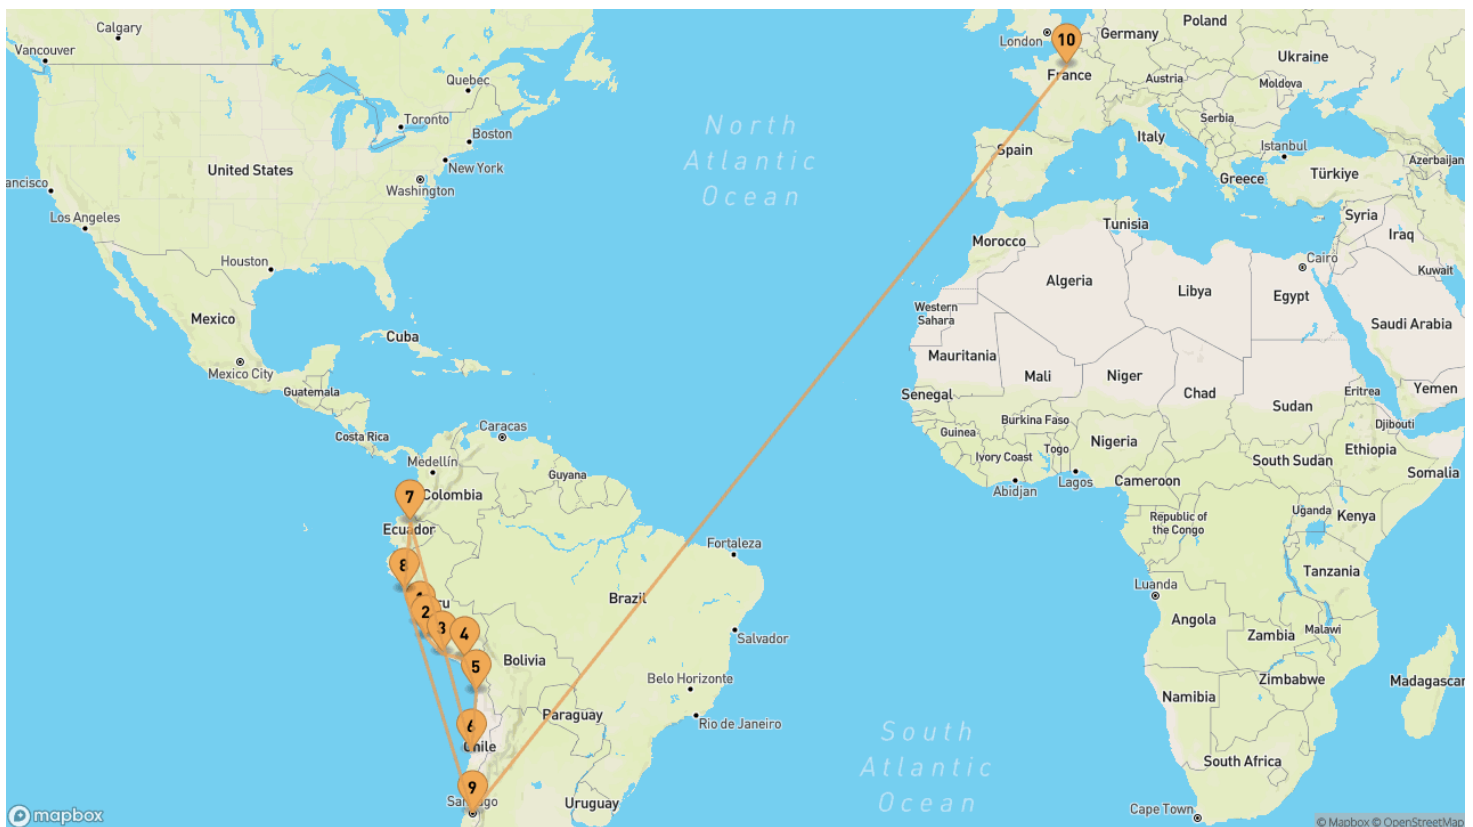 Calgary
Vancouver
Quebec
Toronto
Boston
New York
United States
Washington
ancisco
Los Angeles
Houston
Mexico
Mexico City
Cuba
Guatemala
Costa Rica
Caracas
Medellín
Guyana
Colombia
7
Ecuador
8
2
ru
3
4
5
6
Chile
9
Bolivia
Brazil
Fortaleza
Salvador
Belo Horizonte
Rio de Janeiro
Paraguay
Uruguay
North
Atlantic
Ocean
South
Atlantic
Ocean
London
10
Germany
Poland
France
Ukraine
Austria
Moldova
Serbia
Italy
Spain
Istanbul
Greece
Türkiye
Azerbaijan
Tunisia
Syria
Iraq
Morocco
Cairo
Kuwait
Algeria
Libya
Egypt
Western
Sahara
Saudi Arabia
Mauritania
Mali
Niger
Chad
Senegal
Sudan
Eritrea
Yemen
Burkina Faso
Djibouti
Guinea
Ivory Coast
Togo
Nigeria
Ethiopia
South Sudan
Somalia
Abidjan
Lagos
Cameroon
Republic of
the Congo
Uganda
Kenya
Tanzania
Luanda
Angola
Zambia
Malawi
Zimbabwe
Madagascar
Namibia
South Africa
Cape Town
mapbox
© Mapbox © OpenStreetMap